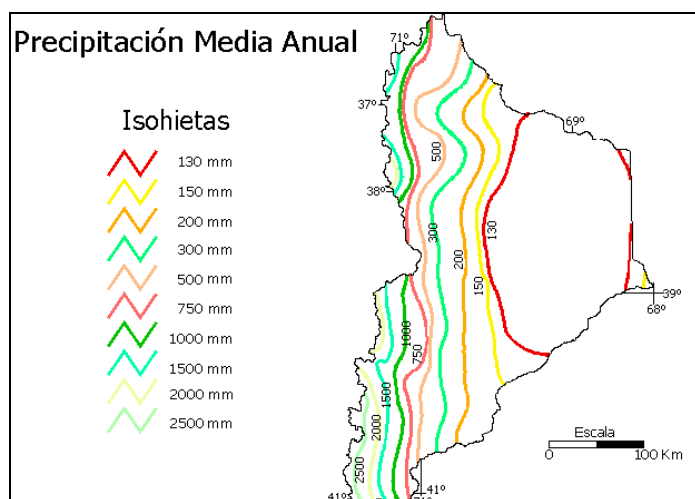 Precipitación Media Anual
71º
37º
69º
Isohietas
130 mm
150 mm
200 mm
300 mm
500 mm
750 mm
1000 mm
1500 mm
2000 mm
2500 mm
500
38º
300
130
200
150
39º
68º
1000
750
1500
2000
2500
Escala
0
100 Km
41º
41º